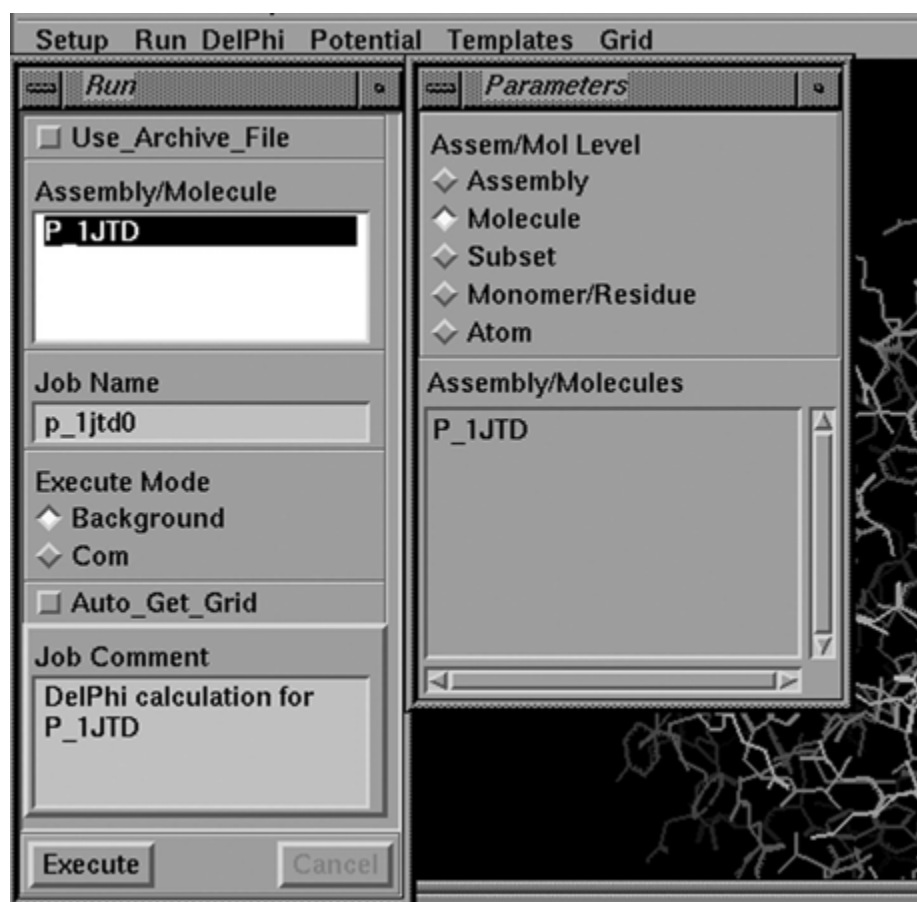 Setup Run DelPhi Potential Templates Grid
Run
Use_Archive_File
Assembly/Molecule
P_1JTD
Job Name
p_1jtd0
Execute Mode
Background
Com
Auto_Get_Grid
Job Comment
DelPhi calculation for
P_1JTD
Execute Cancel
Parameters
Assem/Mol Level
Assembly
Molecule
Subset
Monomer/Residue
Atom
Assembly/Molecules
P_1JTD